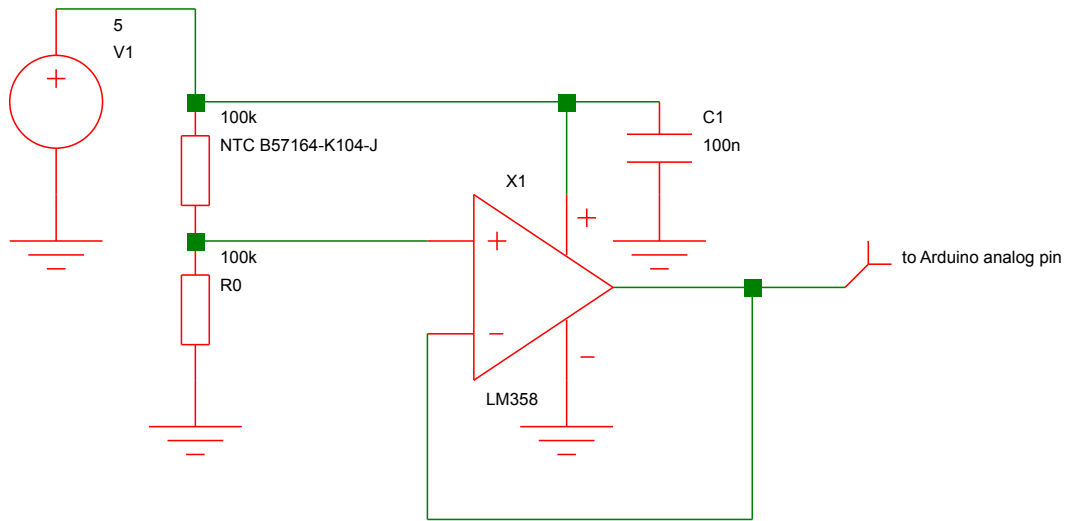 5
V1
100k
NTC B57164-K104-J
C1
100n
X1
+
+
+
100k
R0
−
−
LM358
to Arduino analog pin